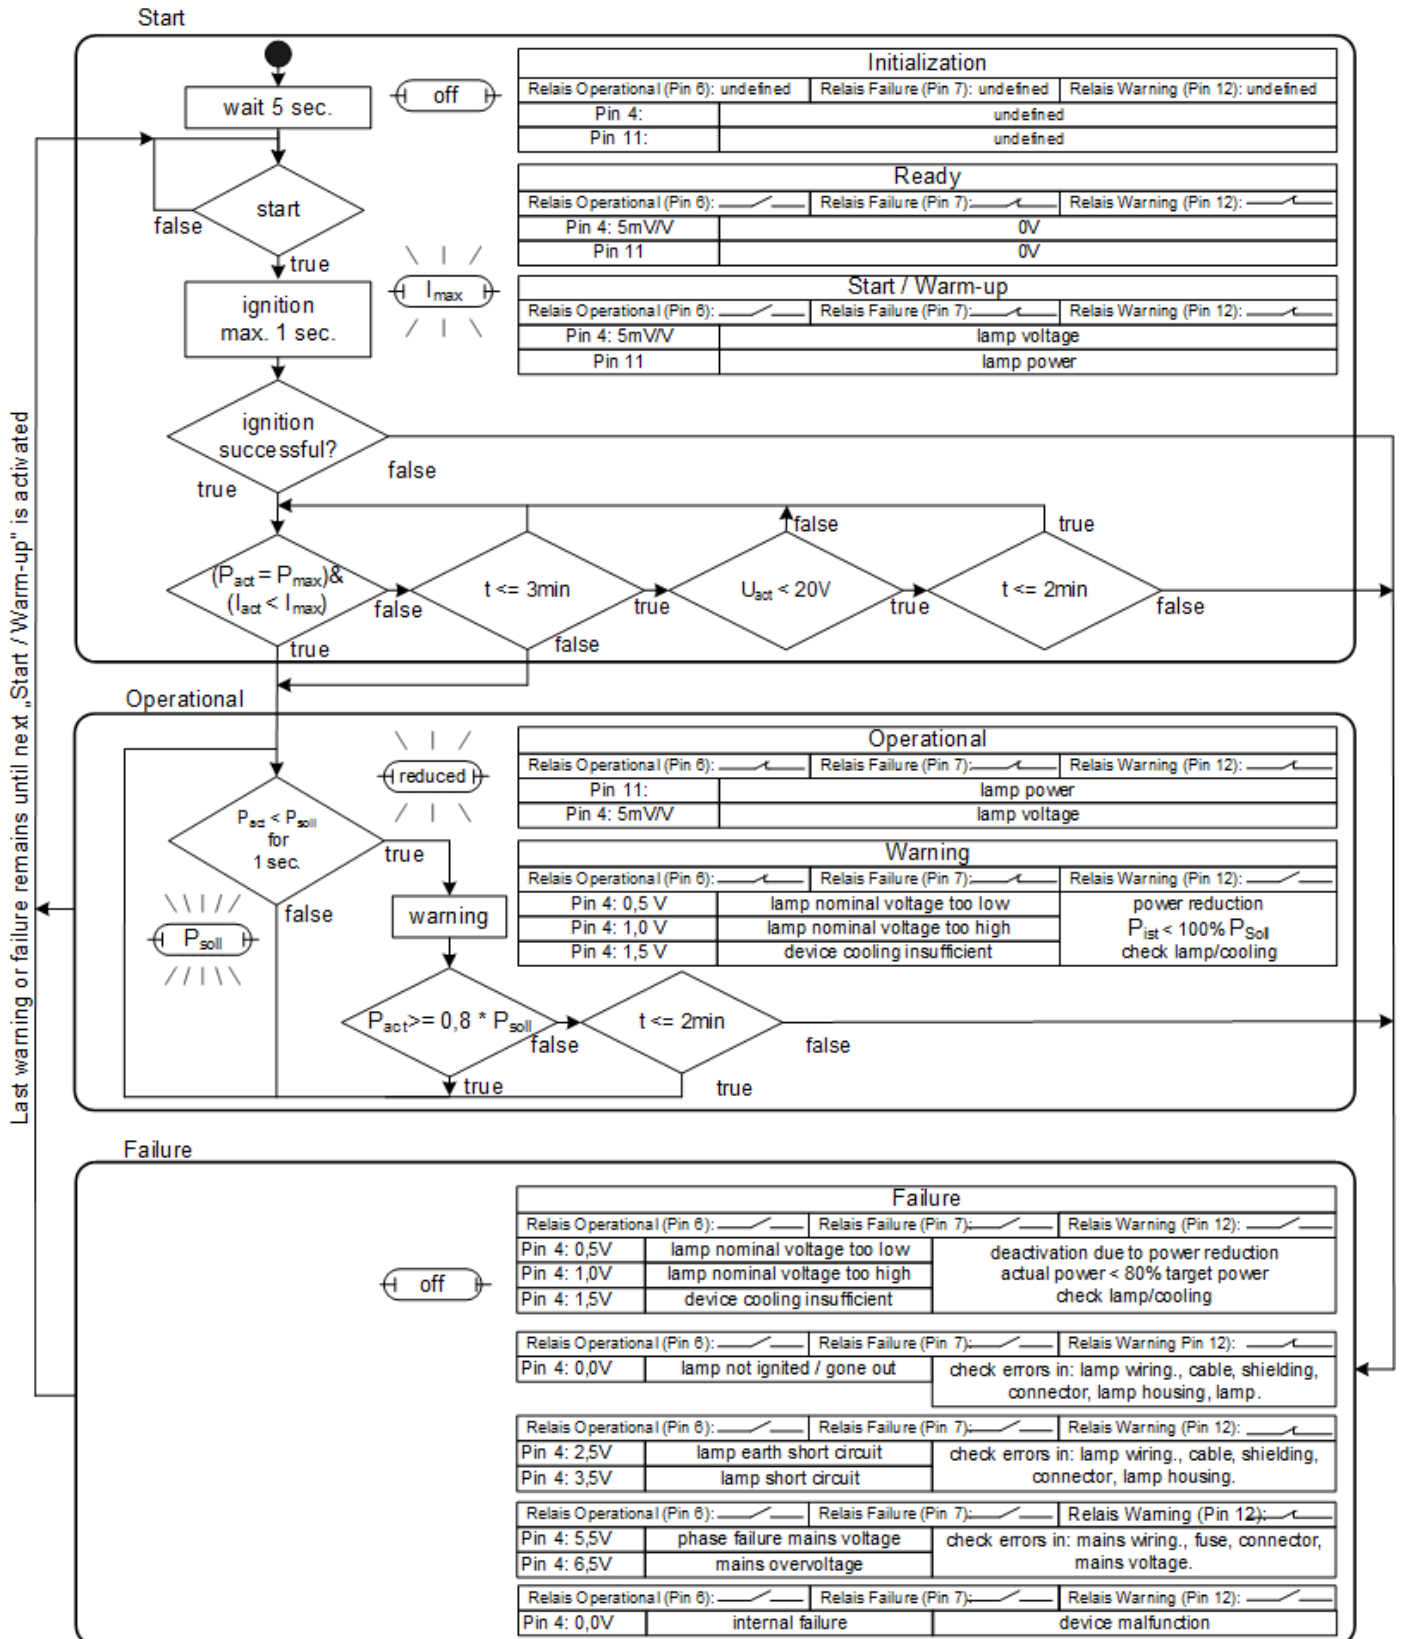 Start
wait 5 sec.
off
Initialization
Relais Operational (Pin 6): undefined Relais Failure (Pin 7): undefined Relais Warning (Pin 12): undefined
Pin 4: undefined
Pin 11: undefined
start
false
true
Ready
Relais Operational (Pin 6): Relais Failure (Pin 7): Relais Warning (Pin 12):
Pin 4: 5mV/V 0V
Pin 11 0V
ignition
max. 1 sec.
Imax
Start / Warm-up
Relais Operational (Pin 6): Relais Failure (Pin 7): Relais Warning (Pin 12):
Pin 4: 5mV/V lamp voltage
Pin 11 lamp power
ignition
successful?
false
true
(Pact = Pmax)&
(Iact < Imax)
false
true
t <= 3min
true
false
Uact < 20V
false
true
t <= 2min
true
false
Last warning or failure remains until next „Start / Warm-up" is activated
Operational
reduced
Operational
Relais Operational (Pin 6): Relais Failure (Pin 7): Relais Warning (Pin 12):
Pin 11: lamp power
Pin 4: 5mV/V lamp voltage
Pact < Psoll
for
1 sec.
true
false
Psoll
warning
Warning
Relais Operational (Pin 6): Relais Failure (Pin 7): Relais Warning (Pin 12):
Pin 4: 0,5 V lamp nominal voltage too low power reduction
Pin 4: 1,0 V lamp nominal voltage too high Pist < 100% PSoll
Pin 4: 1,5 V device cooling insufficient check lamp/cooling
Pact>= 0,8 * Psoll
false
true
t <= 2min
false
true
Failure
off
Failure
Relais Operational (Pin 6): Relais Failure (Pin 7): Relais Warning (Pin 12):
Pin 4: 0,5V lamp nominal voltage too low deactivation due to power reduction
Pin 4: 1,0V lamp nominal voltage too high actual power < 80% target power
Pin 4: 1,5V device cooling insufficient check lamp/cooling
Relais Operational (Pin 6): Relais Failure (Pin 7): Relais Warning Pin 12):
Pin 4: 0,0V lamp not ignited / gone out check errors in: lamp wiring., cable, shielding,
connector, lamp housing, lamp.
Relais Operational (Pin 6): Relais Failure (Pin 7): Relais Warning (Pin 12):
Pin 4: 2,5V lamp earth short circuit check errors in: lamp wiring., cable, shielding,
Pin 4: 3,5V lamp short circuit connector, lamp housing.
Relais Operational (Pin 6): Relais Failure (Pin 7): Relais Warning (Pin 12):
Pin 4: 5,5V phase failure mains voltage check errors in: mains wiring., fuse, connector,
Pin 4: 6,5V mains overvoltage mains voltage.
Relais Operational (Pin 6): Relais Failure (Pin 7): Relais Warning (Pin 12):
Pin 4: 0,0V internal failure device malfunction